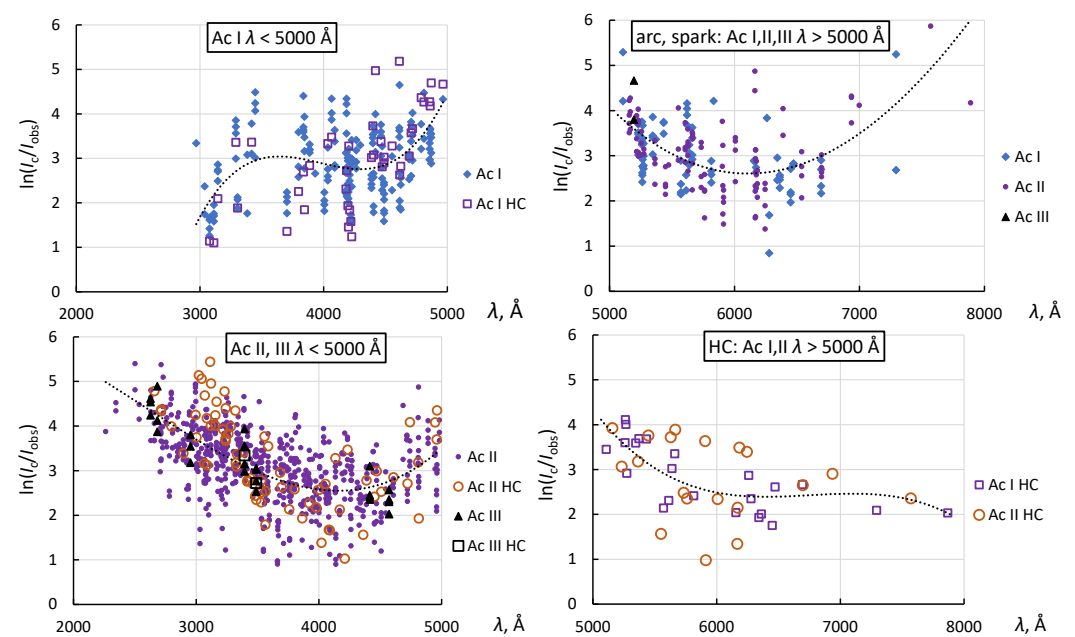 Ac I λ < 5000 Å
ln(Ic/Iobs)
6
5
4
3
2
1
0
2000 3000 4000 5000 λ, Å
Ac I
Ac I HC
arc, spark: Ac I,II,III λ > 5000 Å
ln(Ic/Iobs)
6
5
4
3
2
1
0
5000 6000 7000 8000 λ, Å
Ac I
Ac II
Ac III
Ac II, III λ < 5000 Å
ln(Ic/Iobs)
6
5
4
3
2
1
0
2000 3000 4000 5000 λ, Å
Ac II
Ac II HC
Ac III
Ac III HC
HC: Ac I,II λ > 5000 Å
ln(Ic/Iobs)
6
5
4
3
2
1
0
5000 6000 7000 8000 λ, Å
Ac I HC
Ac II HC